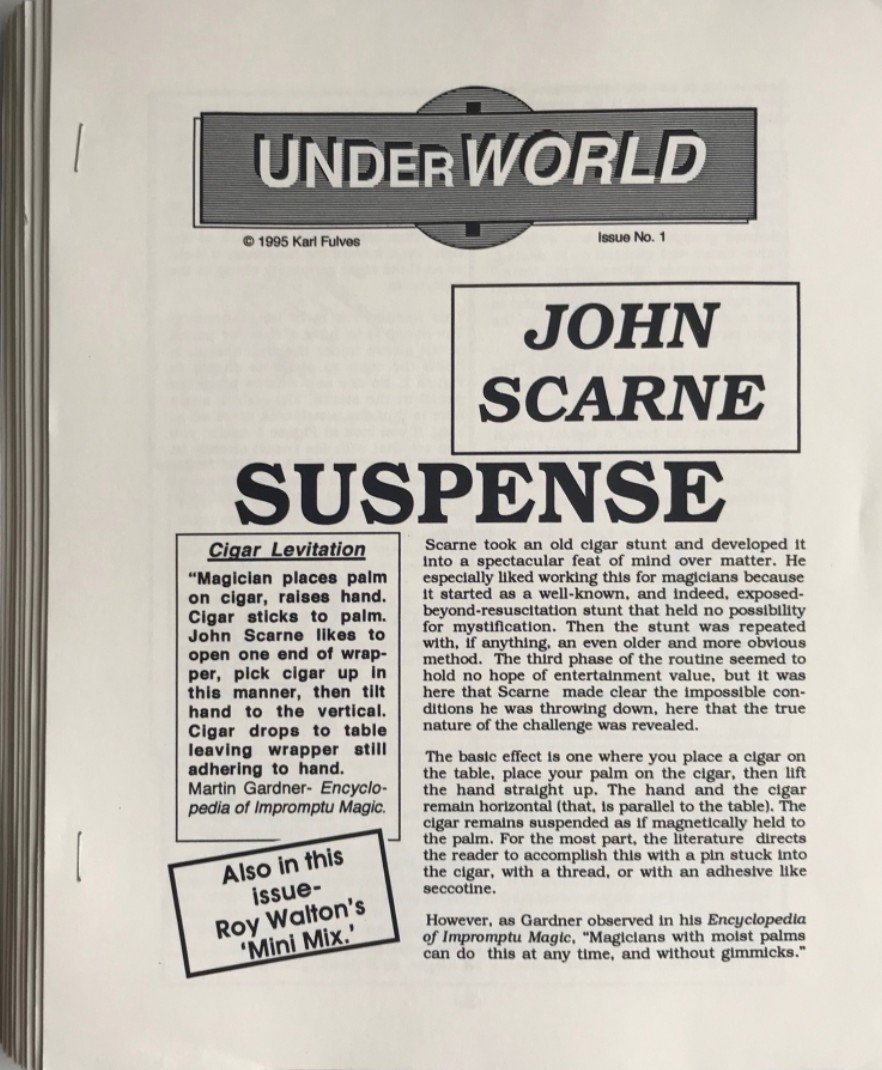 UNDERWORLD
© 1995 Karl Fulves
Issue No. 1
JOHN
SCARNE
SUSPENSE
Cigar Levitation
“Magician places palm
on cigar, raises hand.
Cigar sticks to palm.
John Scarne likes to
open one end of wrap-
per, pick cigar up in
this manner, then tilt
hand to the vertical.
Cigar drops to table
leaving wrapper still
adhering to hand.
Martin Gardner- Encyclo-
pedia of Impromptu Magic.
Also in this
issue-
Roy Walton's
'Mini Mix.'
Scarne took an old cigar stunt and developed it
into a spectacular feat of mind over matter. He
especially liked working this for magicians because
it started as a well-known, and indeed, exposed-
beyond-resuscitation stunt that held no possibility
for mystification. Then the stunt was repeated
with, if anything, an even older and more obvious
method. The third phase of the routine seemed to
hold no hope of entertainment value, but it was
here that Scarne made clear the impossible con-
ditions he was throwing down, here that the true
nature of the challenge was revealed.
The basic effect is one where you place a cigar on
the table, place your palm on the cigar, then lift
the hand straight up. The hand and the cigar
remain horizontal (that, is parallel to the table). The
cigar remains suspended as if magnetically held to
the palm. For the most part, the literature directs
the reader to accomplish this with a pin stuck into
the cigar, with a thread, or with an adhesive like
seccotine.
However, as Gardner observed in his Encyclopedia
of Impromptu Magic, “Magicians with moist palms
can do this at any time, and without gimmicks.”